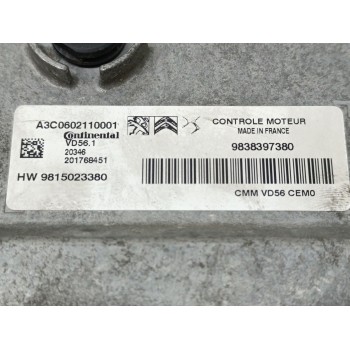 A3C0602110001
Continental
VD56.1
20346
201768451
HW 9815023380
CONTROLE MOTEUR
MADE IN FRANCE
9838397380
CMM VD56 CEM0